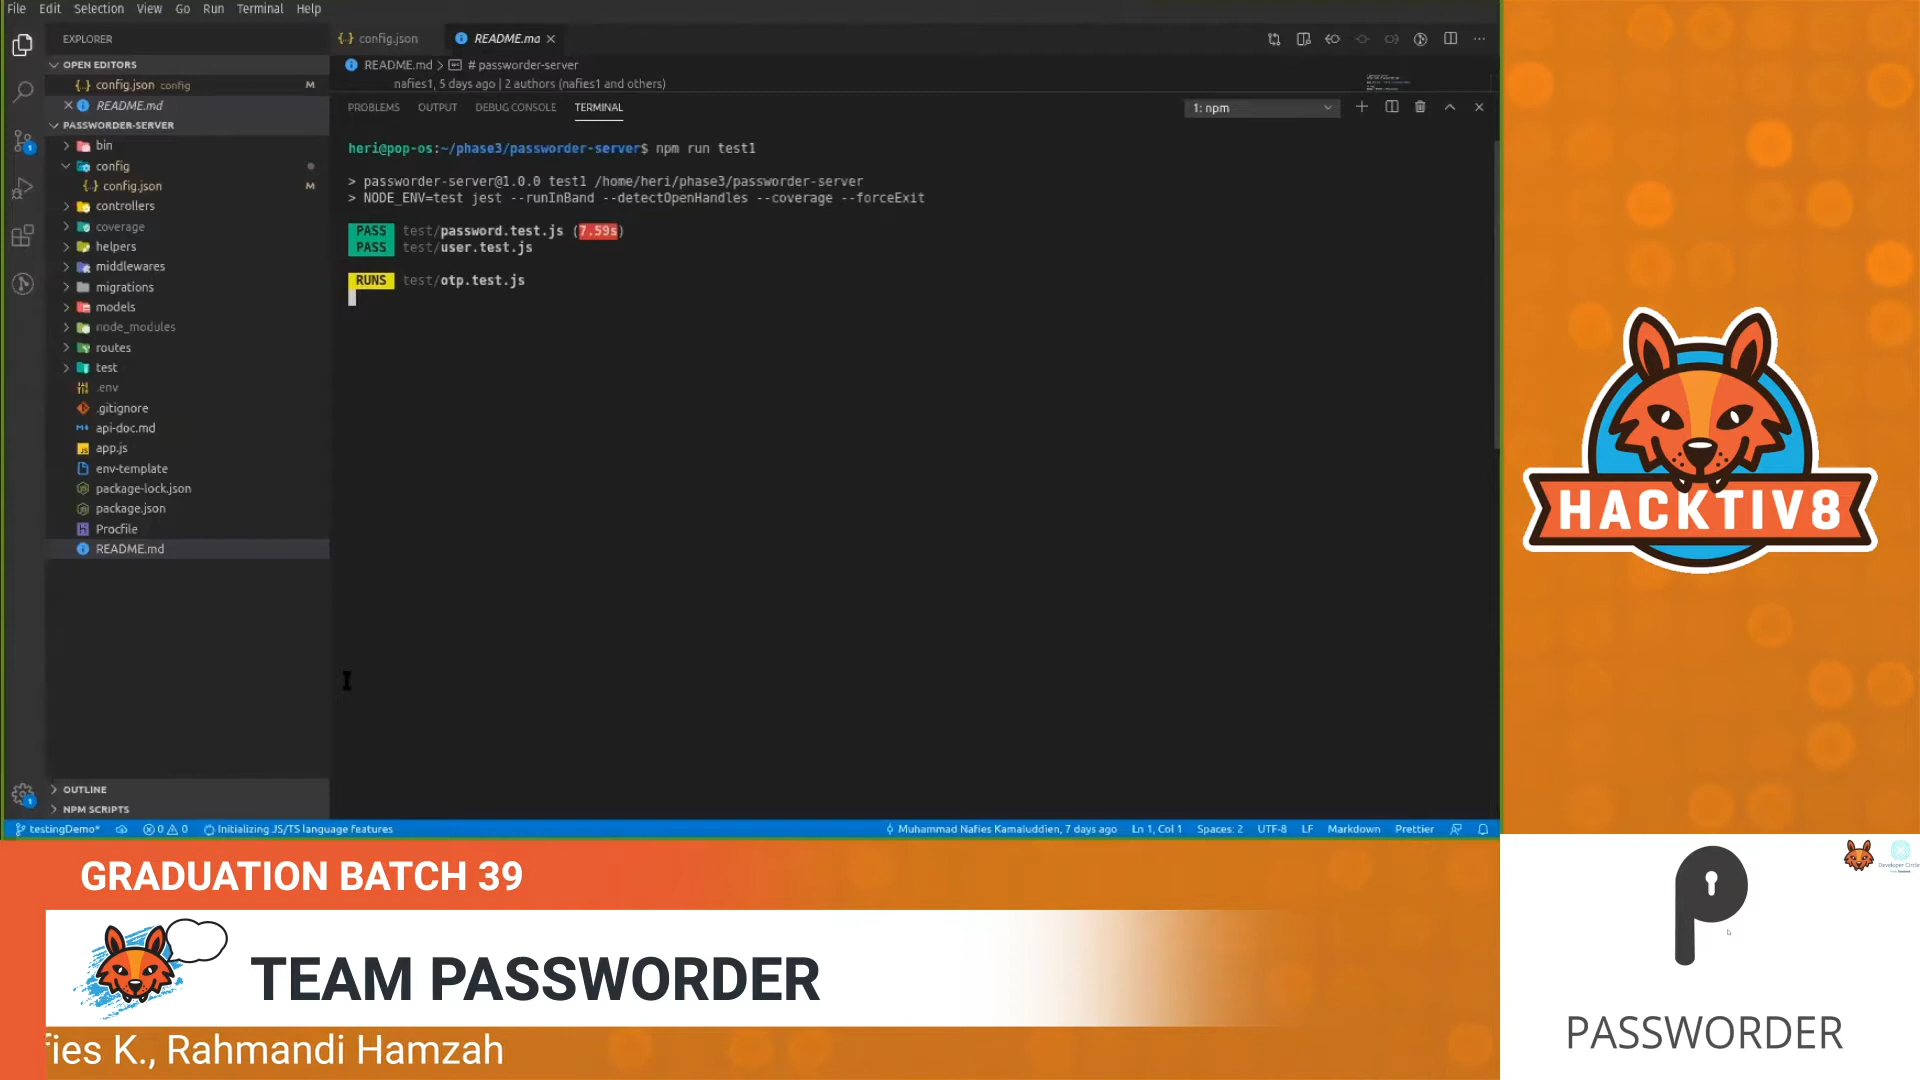 File Edit Selection View Go Run Terminal Help
EXPLORER
OPEN EDITORS
config.json config M
README.md
PASSWORDER-SERVER
bin
config
config.json M
controllers
coverage
helpers
middlewares
migrations
models
node_modules
routes
test
.env
.gitignore
api-doc.md
app.js
env-template
package-lock.json
package.json
Procfile
README.md
OUTLINE
NPM SCRIPTS
config.json README.md
README.md > # passworder-server
nafies1, 5 days ago | 2 authors (nafies1 and others)
PROBLEMS OUTPUT DEBUG CONSOLE TERMINAL 1: npm
heri@pop-os:~/phase3/passworder-server$ npm run test1
> passworder-server@1.0.0 test1 /home/heri/phase3/passworder-server
> NODE_ENV=test jest --runInBand --detectOpenHandles --coverage --forceExit
PASS test/password.test.js (7.59s)
PASS test/user.test.js
RUNS test/otp.test.js
testingDemo* 0 0 Initializing JS/TS language features Muhammad Nafies Kamaluddien, 7 days ago Ln 1, Col 1 Spaces: 2 UTF-8 LF Markdown Prettier
HACKTIV8
GRADUATION BATCH 39
TEAM PASSWORDER
fies K., Rahmandi Hamzah
Developer Circle
PASSWORDER